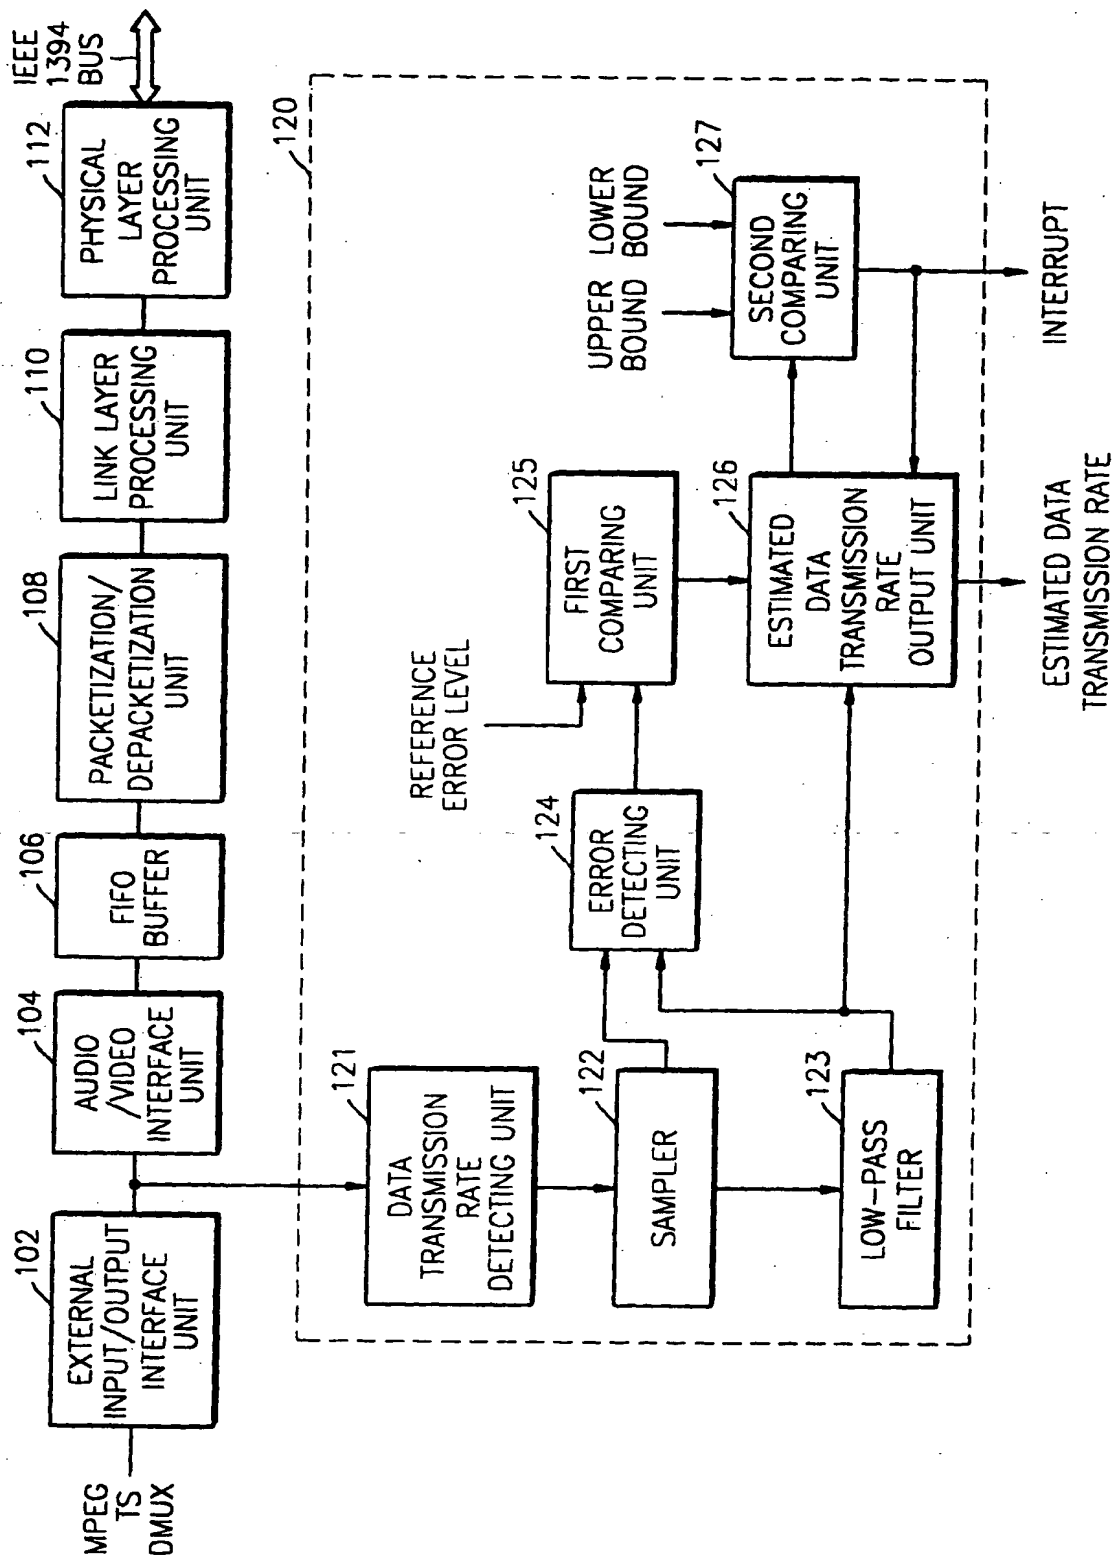 MPEG
TS
DMUX
102
EXTERNAL
INPUT/OUTPUT
INTERFACE
UNIT
104
AUDIO
/VIDEO
INTERFACE
UNIT
106
FIFO
BUFFER
108
PACKETIZATION/
DEPACKETIZATION
UNIT
110
LINK LAYER
PROCESSING
UNIT
112
PHYSICAL
LAYER
PROCESSING
UNIT
IEEE
1394
BUS
120
121
DATA
TRANSMISSION
RATE
DETECTING UNIT
122
SAMPLER
123
LOW-PASS
FILTER
124
ERROR
DETECTING
UNIT
REFERENCE
ERROR LEVEL
125
FIRST
COMPARING
UNIT
126
ESTIMATED
DATA
TRANSMISSION
RATE
OUTPUT UNIT
UPPER
BOUND
LOWER
BOUND
127
SECOND
COMPARING
UNIT
ESTIMATED DATA
TRANSMISSION RATE
INTERRUPT